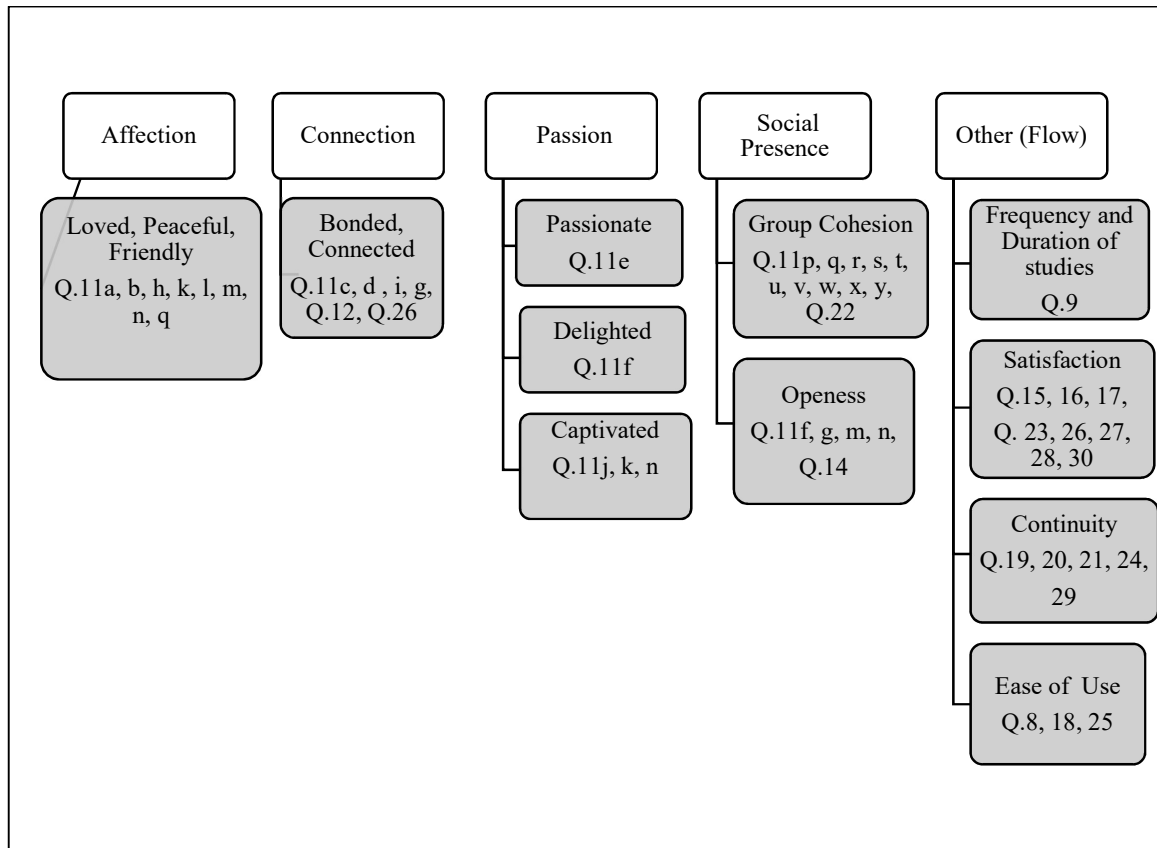 Affection
Loved, Peaceful,
Friendly
Q.11a, b, h, k, l, m,
n, q
Connection
Bonded,
Connected
Q.11c, d , i, g,
Q.12, Q.26
Passion
Passionate
Q.11e
Delighted
Q.11f
Captivated
Q.11j, k, n
Social
Presence
Group Cohesion
Q.11p, q, r, s, t,
u, v, w, x, y,
Q.22
Openess
Q.11f, g, m, n,
Q.14
Other (Flow)
Frequency and
Duration of
studies
Q.9
Satisfaction
Q.15, 16, 17,
Q. 23, 26, 27,
28, 30
Continuity
Q.19, 20, 21, 24,
29
Ease of Use
Q.8, 18, 25